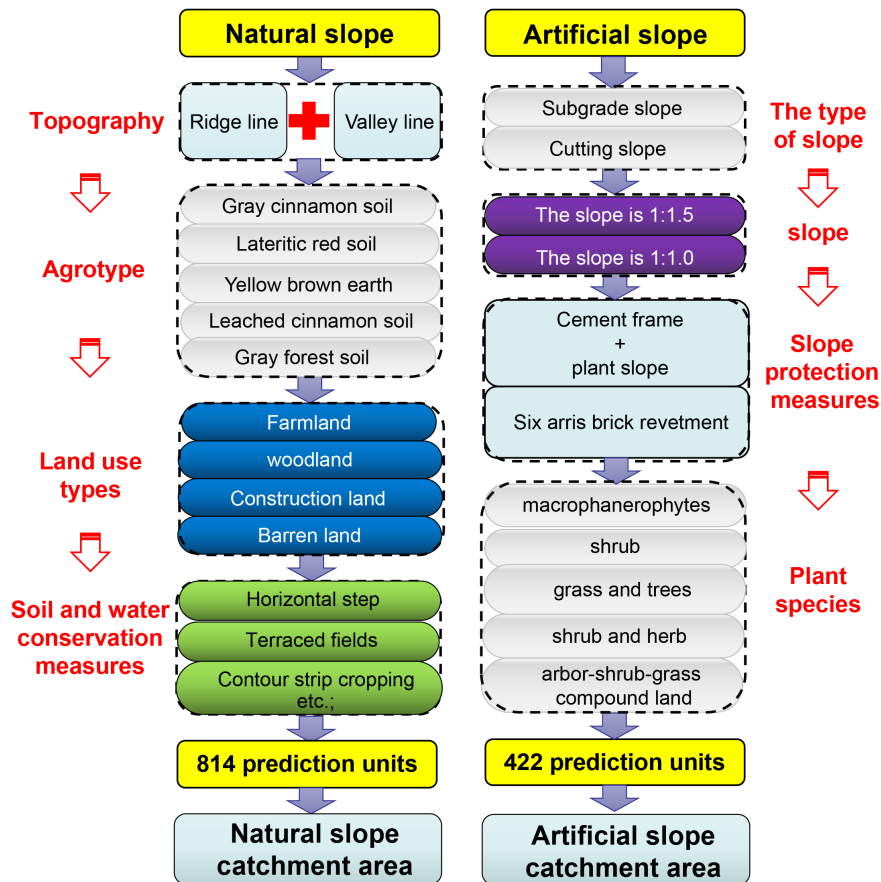 Natural slope
Topography
Ridge line
Valley line
Agrotype
Gray cinnamon soil
Lateritic red soil
Yellow brown earth
Leached cinnamon soil
Gray forest soil
Land use
types
Farmland
woodland
Construction land
Barren land
Soil and water
conservation
measures
Horizontal step
Terraced fields
Contour strip cropping
etc.;
814 prediction units
Natural slope
catchment area
Artificial slope
Subgrade slope
Cutting slope
The type
of slope
The slope is 1:1.5
The slope is 1:1.0
slope
Cement frame
+
plant slope
Six arris brick revetment
Slope
protection
measures
macrophanerophytes
shrub
grass and trees
shrub and herb
arbor-shrub-grass
compound land
Plant
species
422 prediction units
Artificial slope
catchment area